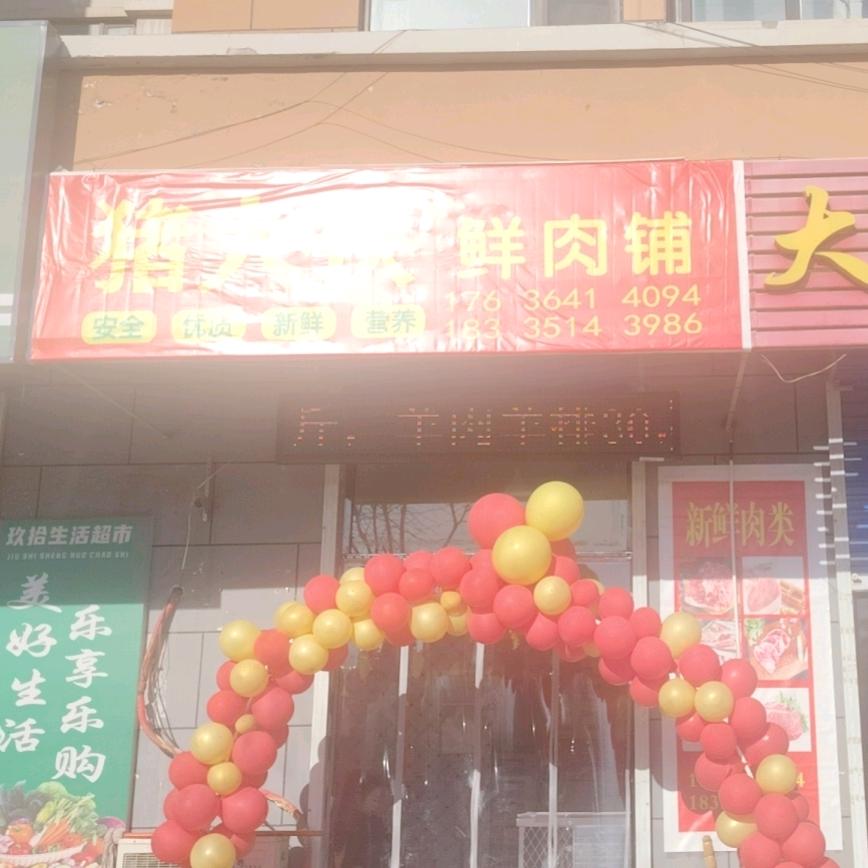 鲜肉铺
安全 优质 新鲜 营养
176 3641 4094
183 3514 3986
大
斤. 羊肉羊排30
玖拾生活超市
JIU SHI SHENG HUO CHAO SHI
美好生活
乐享乐购
新鲜肉类